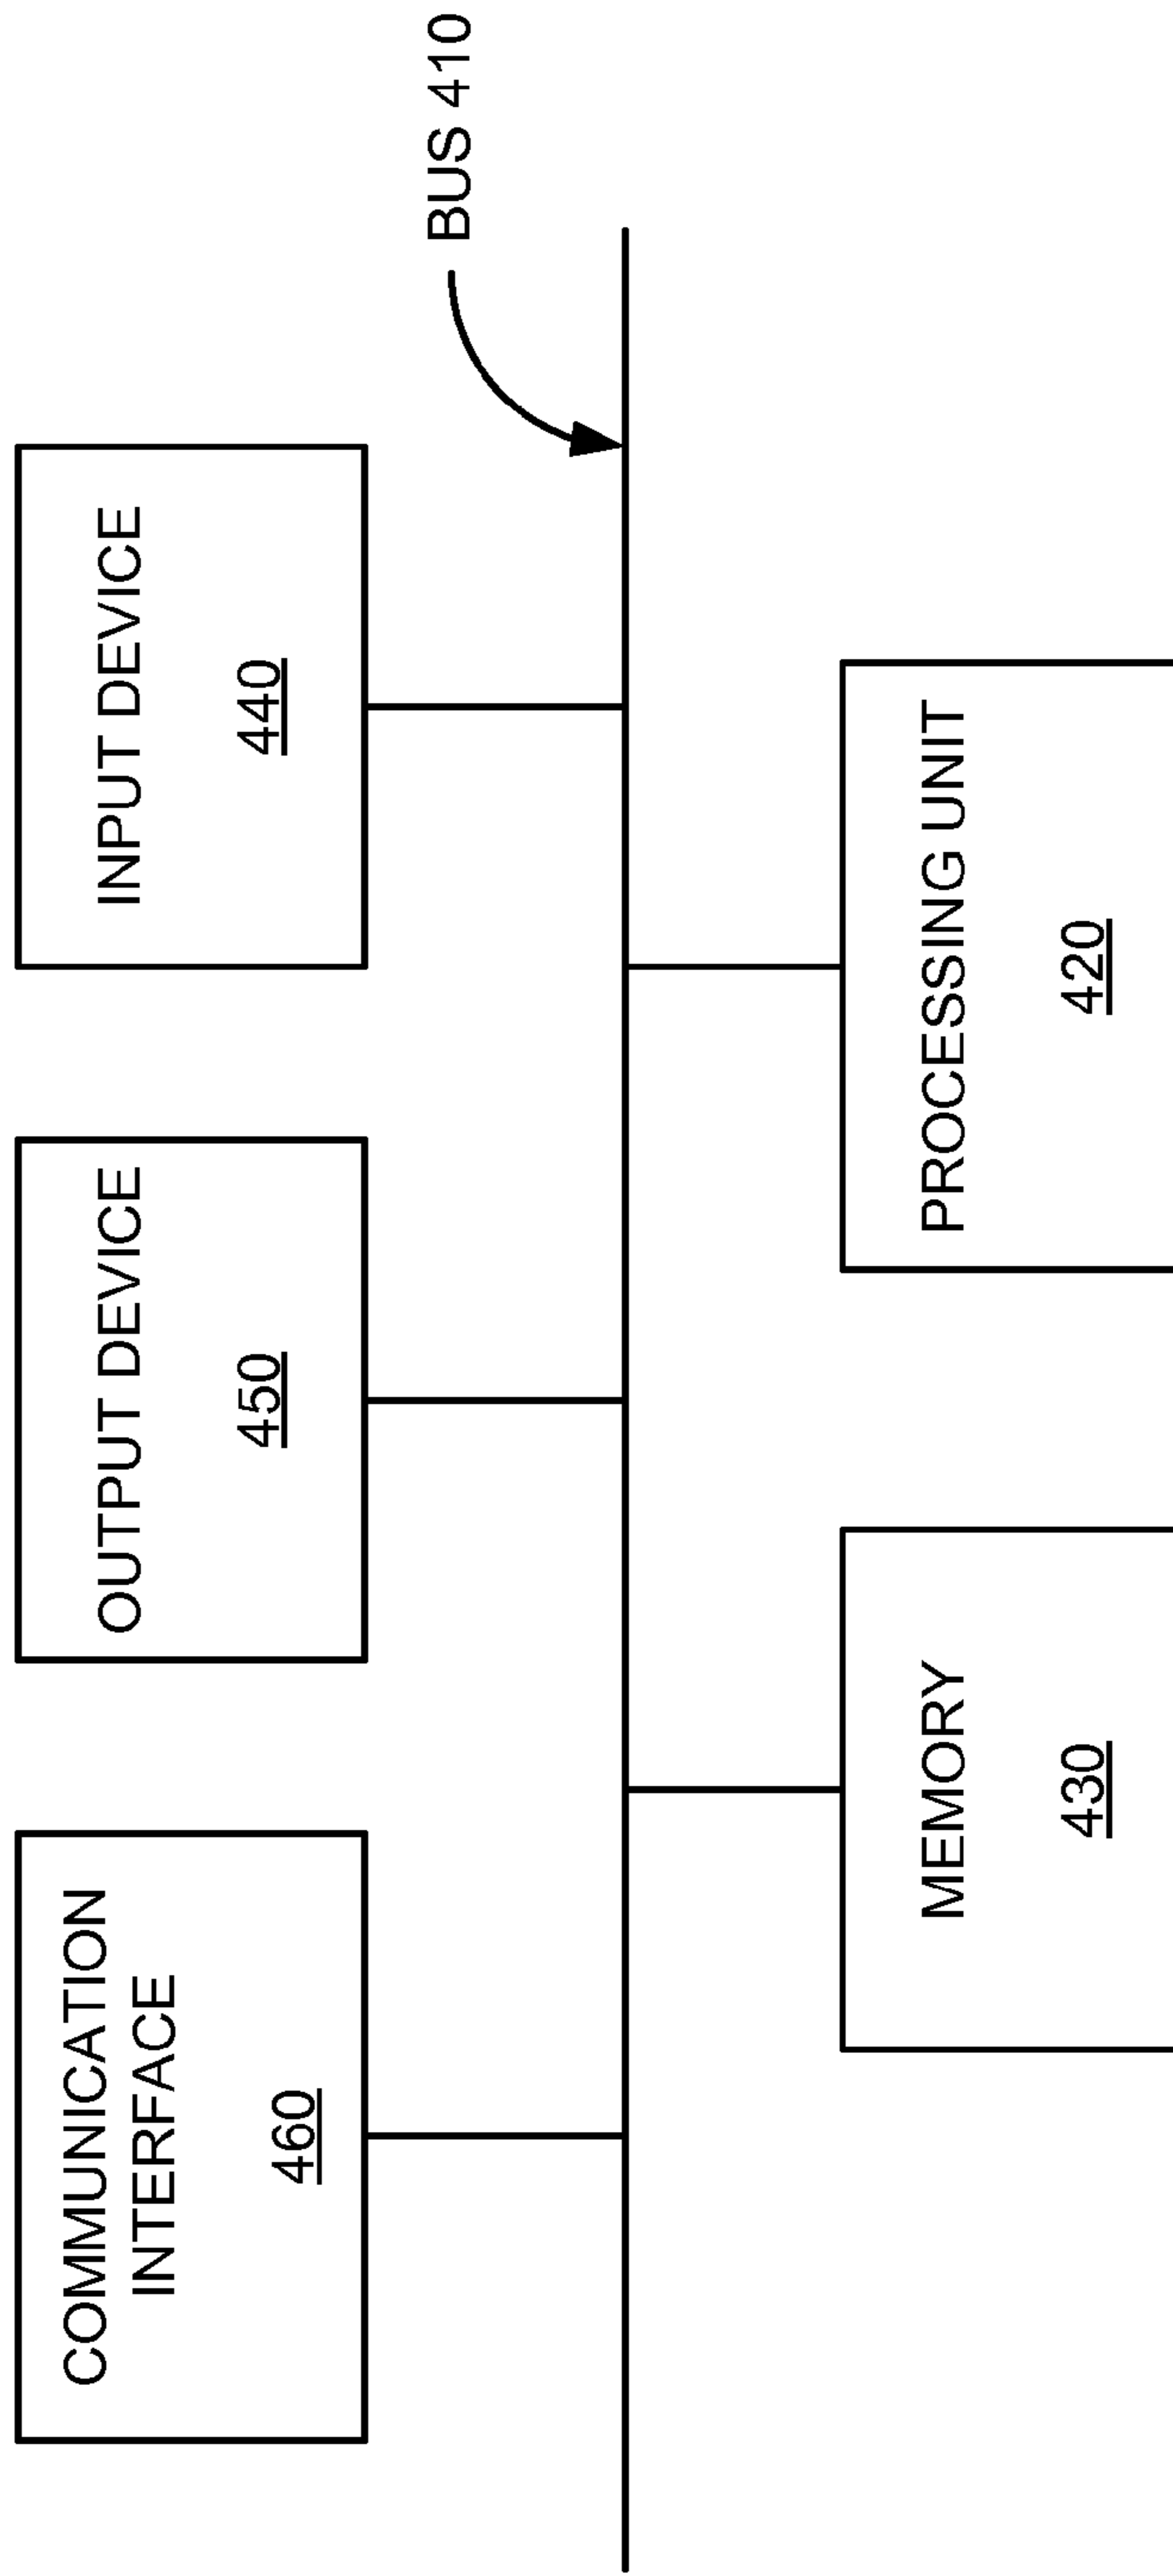 COMMUNICATION
INTERFACE
460
OUTPUT DEVICE
450
INPUT DEVICE
440
BUS 410
MEMORY
430
PROCESSING UNIT
420